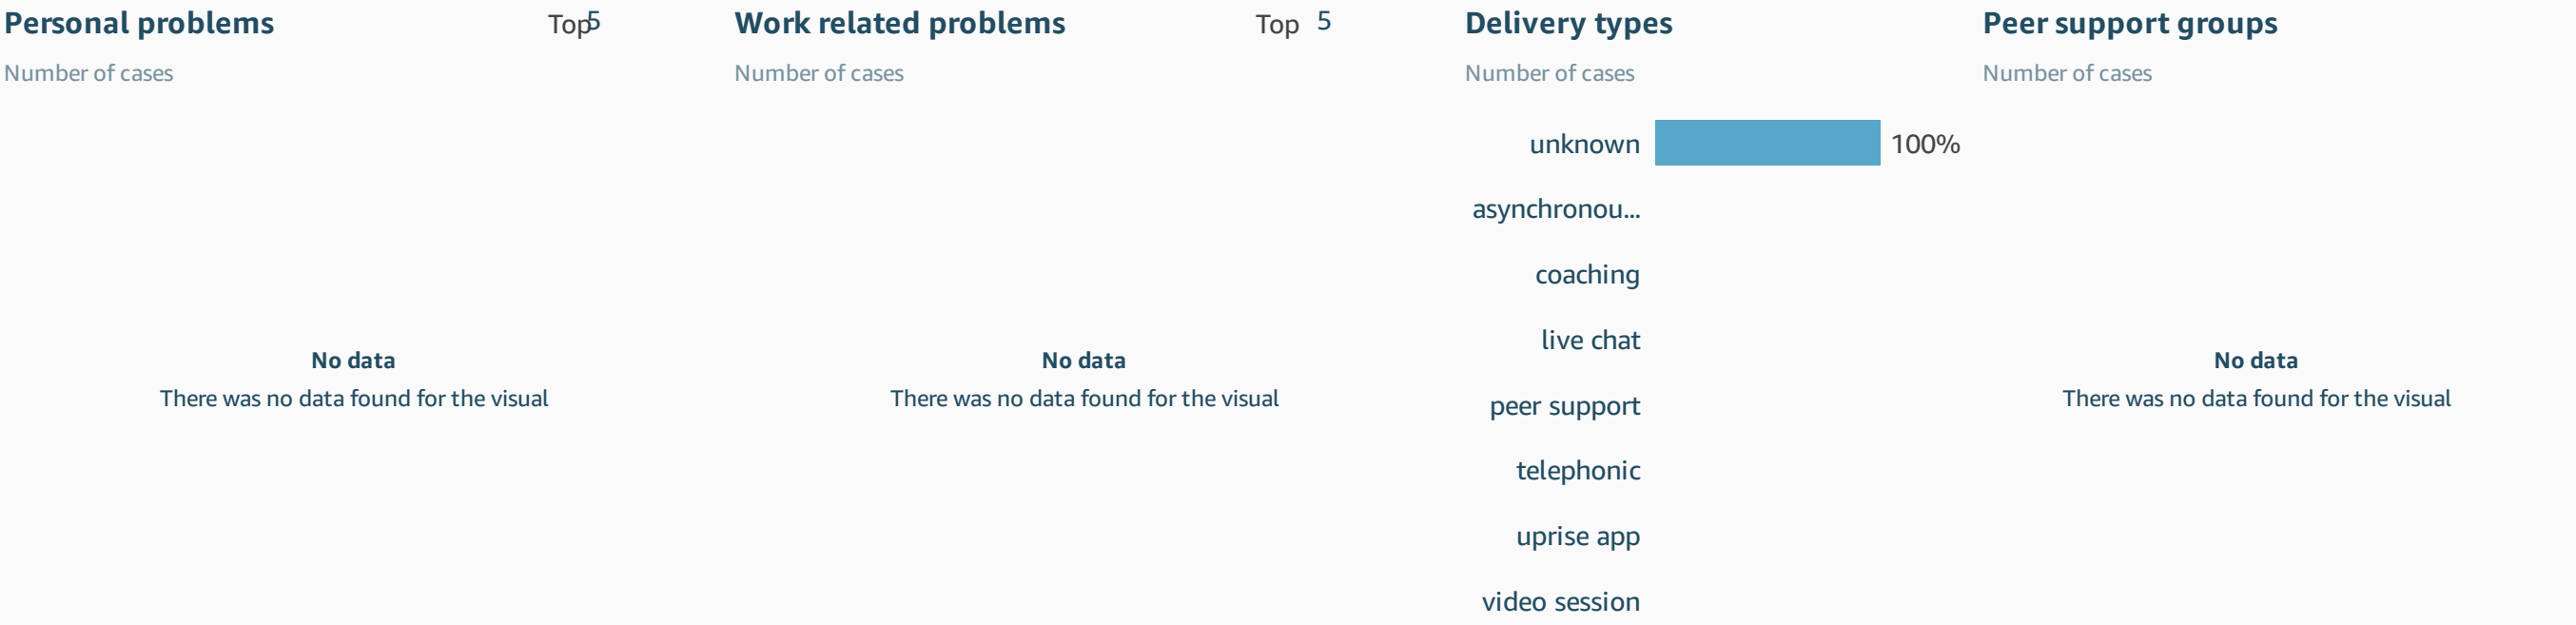 Personal problems
Top 5
Number of cases
No data
There was no data found for the visual
Work related problems
Top 5
Number of cases
No data
There was no data found for the visual
Delivery types
Number of cases
unknown 100%
asynchronou...
coaching
live chat
peer support
telephonic
uprise app
video session
Peer support groups
Number of cases
No data
There was no data found for the visual